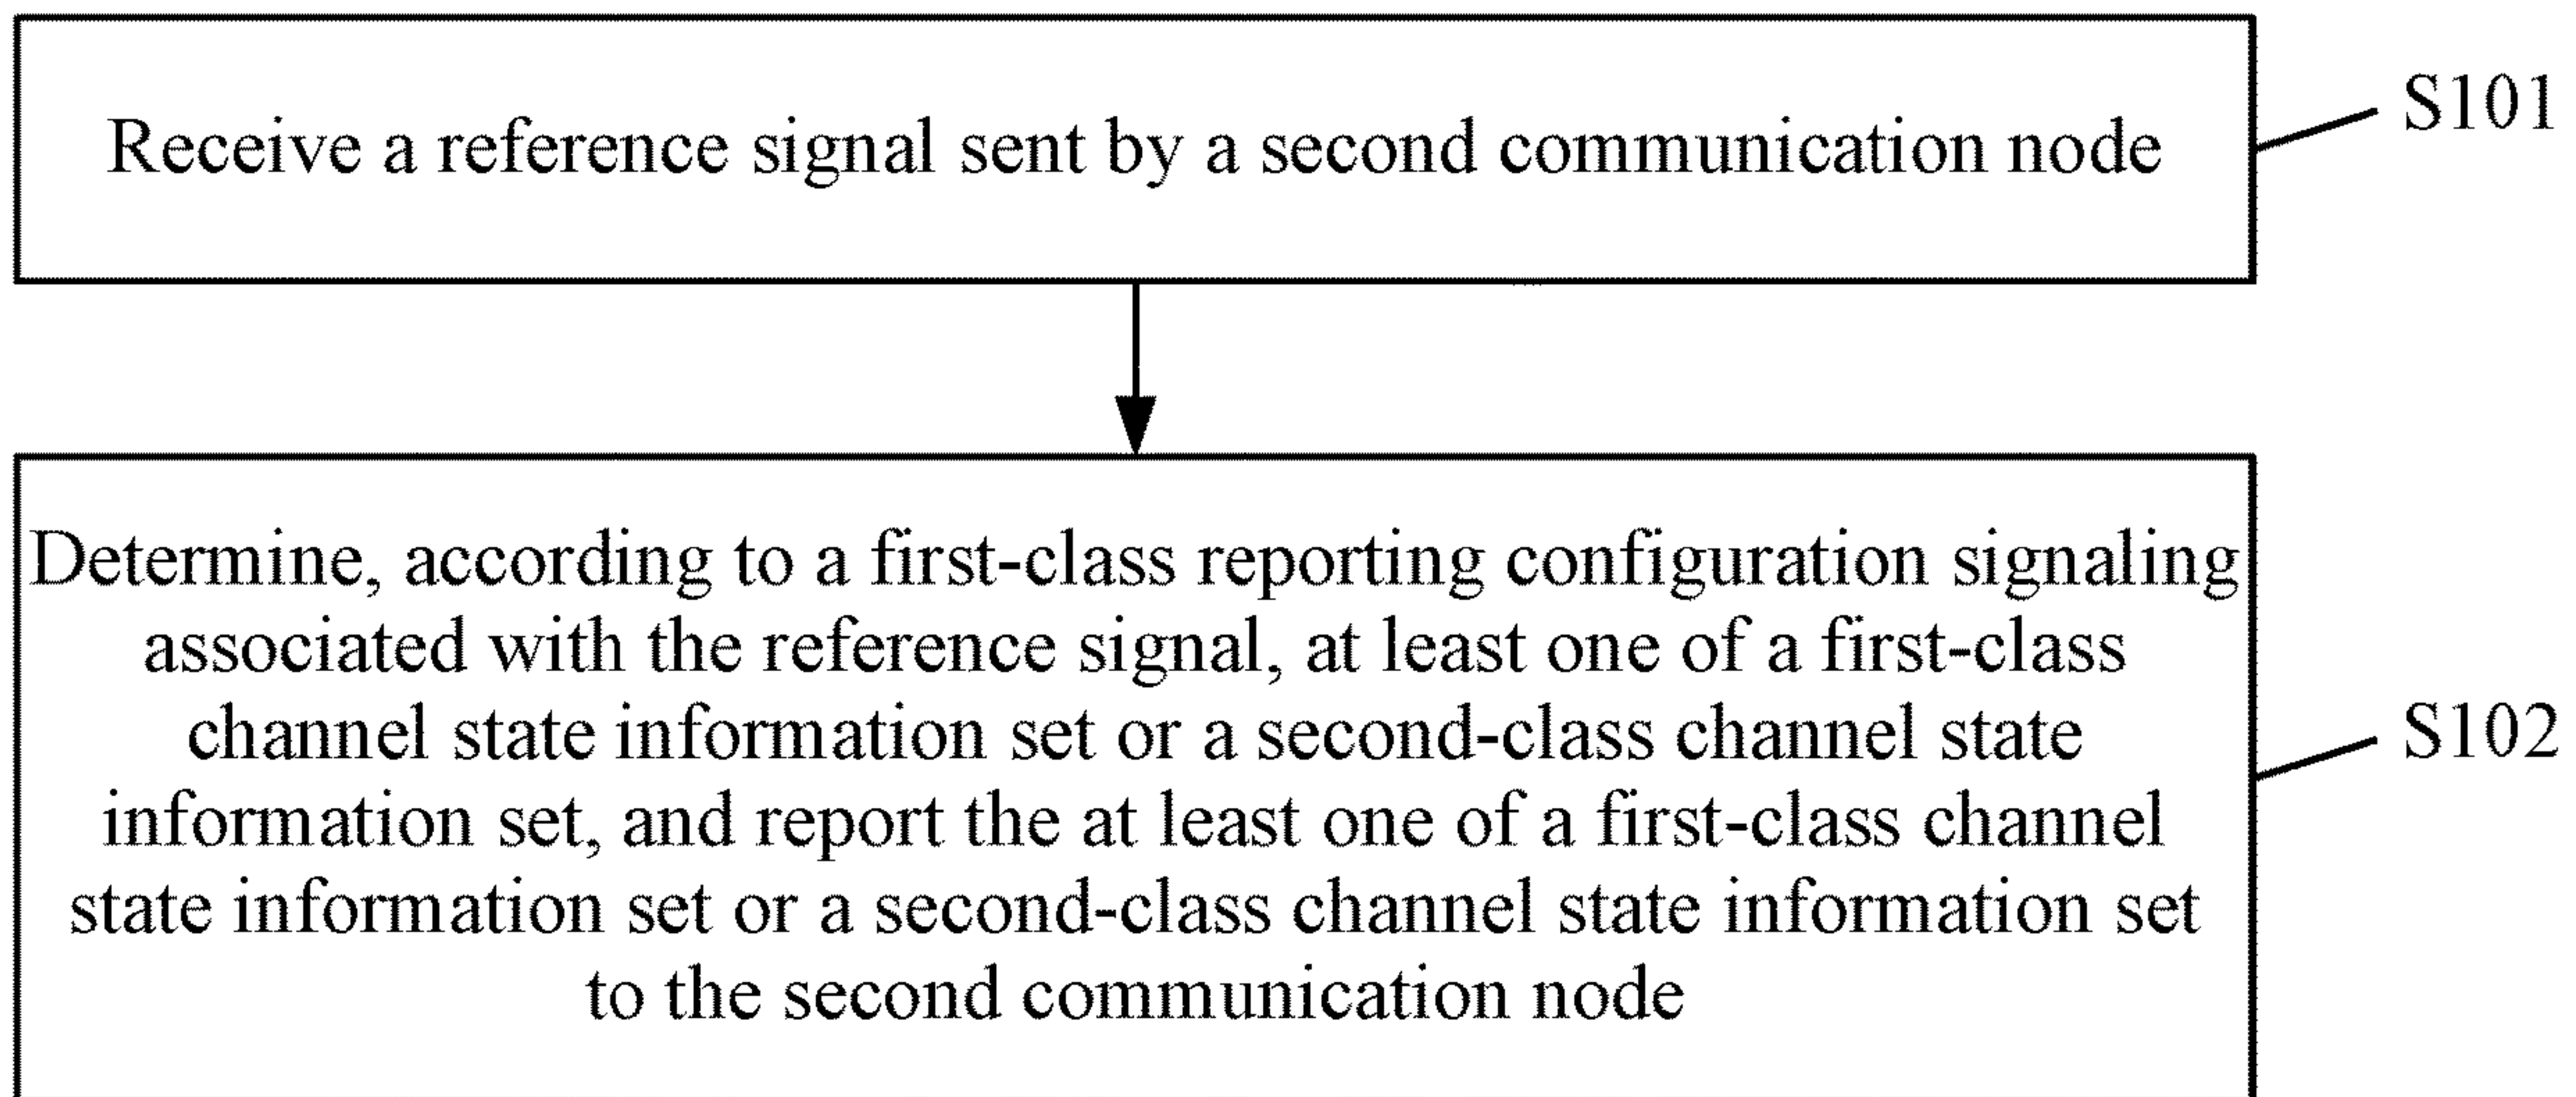 Receive a reference signal sent by a second communication node
S101
Determine, according to a first-class reporting configuration signaling
associated with the reference signal, at least one of a first-class
channel state information set or a second-class channel state
information set, and report the at least one of a first-class channel
state information set or a second-class channel state information set
to the second communication node
S102